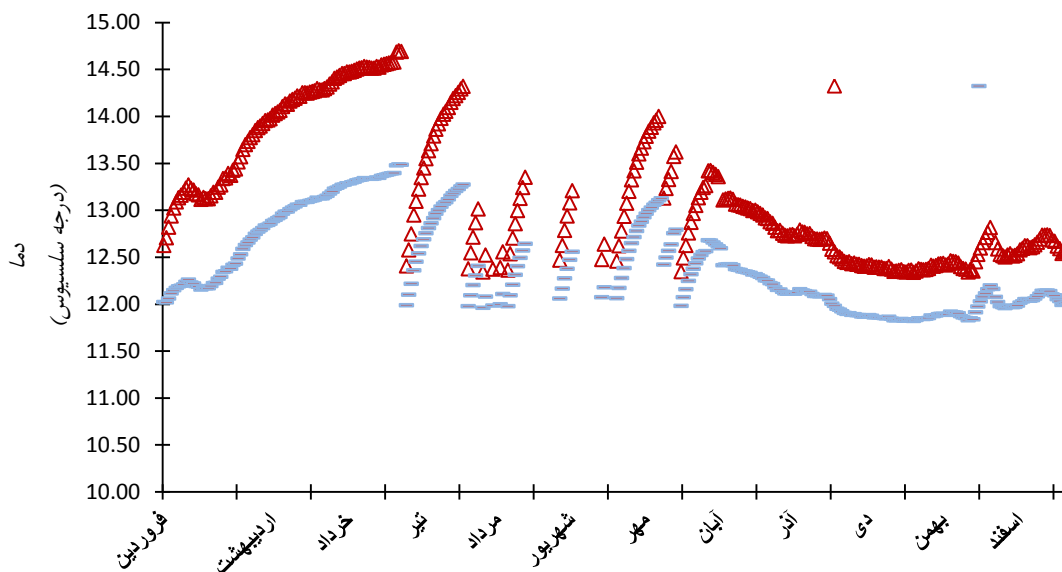 15.00
14.50
14.00
13.50
13.00
12.50
12.00
11.50
11.00
10.50
10.00
دما
(درجه سلسیوس)
فروردین
اردیبهشت
خرداد
تیر
مرداد
شهریور
مهر
آبان
آذر
دی
بهمن
اسفند